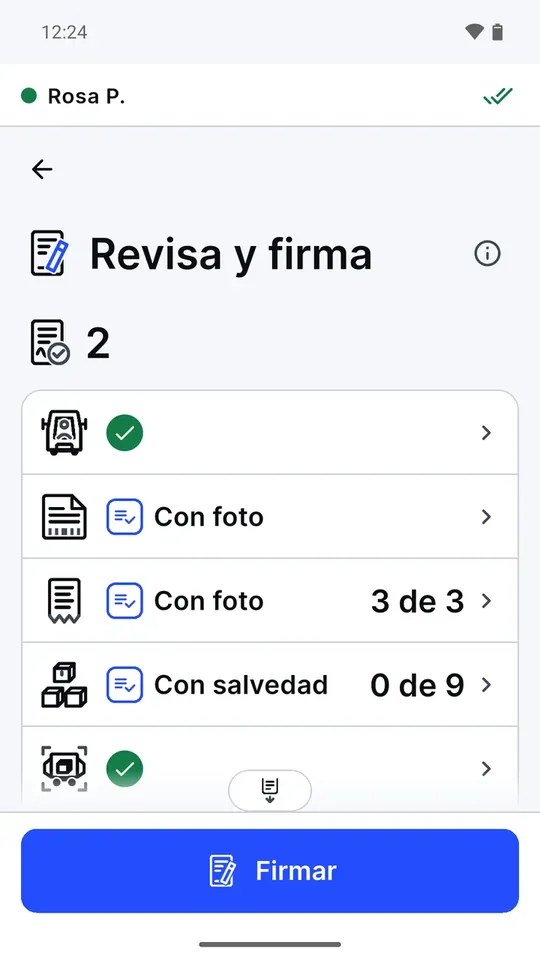 12:24
Rosa P.
Revisa y firma
2
Con foto
Con foto 3 de 3
Con salvedad 0 de 9
Firmar